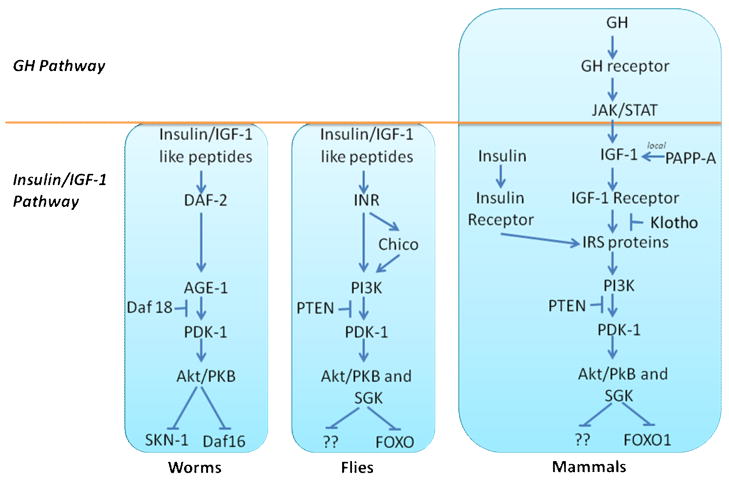 GH Pathway
GH
GH receptor
JAK/STAT
Insulin/IGF-1
Pathway
Insulin/IGF-1
like peptides
DAF-2
AGE-1
Daf 18
PDK-1
Akt/PKB
SKN-1
Daf16
Worms
Insulin/IGF-1
like peptides
INR
Chico
PI3K
PTEN
PDK-1
Akt/PKB and
SGK
??
FOXO
Flies
IGF-1
local
PAPP-A
Insulin
Insulin
Receptor
IGF-1 Receptor
Klotho
IRS proteins
PI3K
PTEN
PDK-1
Akt/PkB and
SGK
??
FOXO1
Mammals